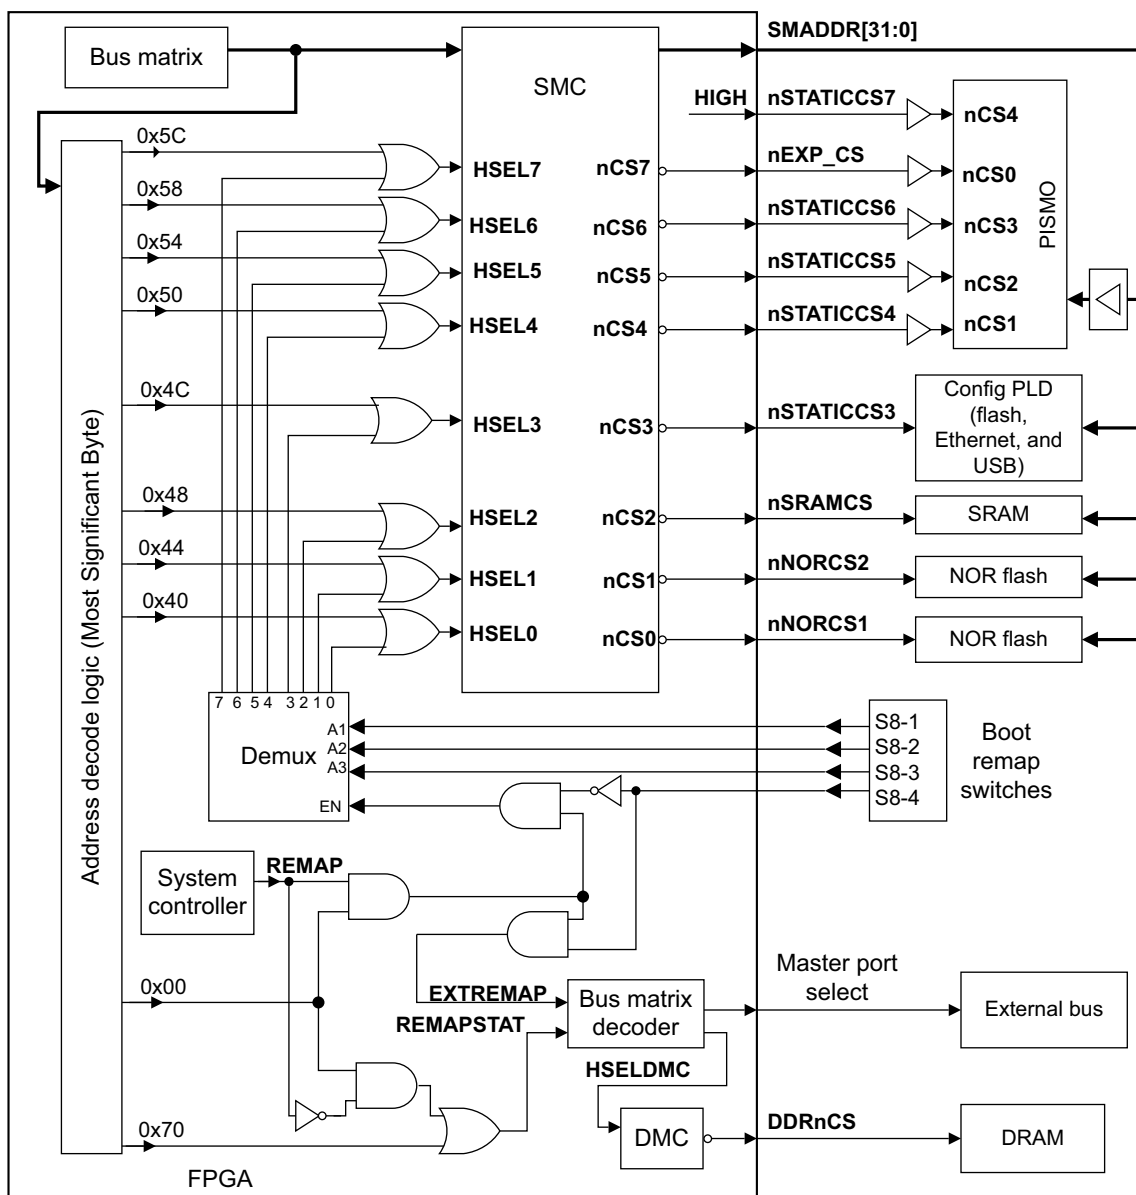 SMADDR[31:0]
Bus matrix
SMC
HIGH
nSTATICCS7
nCS4
0x5C
HSEL7
nCS7
nEXP_CS
nCS0
0x58
HSEL6
nCS6
nSTATICCS6
nCS3
PISMO
0x54
HSEL5
nCS5
nSTATICCS5
nCS2
0x50
HSEL4
nCS4
nSTATICCS4
nCS1
0x4C
HSEL3
nCS3
nSTATICCS3
Config PLD
(flash,
Ethernet, and
USB)
0x48
HSEL2
nCS2
nSRAMCS
SRAM
0x44
HSEL1
nCS1
nNORCS2
NOR flash
0x40
HSEL0
nCS0
nNORCS1
NOR flash
Address decode logic (Most Significant Byte)
7 6 5 4 3 2 1 0
Demux
A1
A2
A3
EN
S8-1
S8-2
S8-3
S8-4
Boot
remap
switches
System
controller
REMAP
0x00
EXTREMAP
REMAPSTAT
Bus matrix
decoder
Master port
select
External bus
HSELDMC
0x70
DMC
DDRnCS
DRAM
FPGA